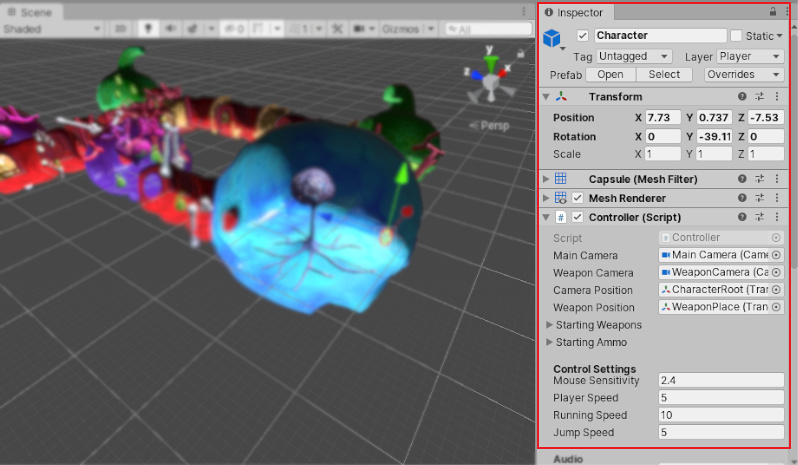 Scene
Shaded 2D 0 1 Gizmos All
y
x
z
Persp
Inspector
Character Static
Tag Untagged Layer Player
Prefab Open Select Overrides
Transform
Position X 7.73 Y 0.737 Z -7.53
Rotation X 0 Y -39.11 Z 0
Scale X 1 Y 1 Z 1
Capsule (Mesh Filter)
Mesh Renderer
# Controller (Script)
Script # Controller
Main Camera Main Camera (Came
Weapon Camera WeaponCamera (Ca
Camera Position CharacterRoot (Tran
Weapon Position WeaponPlace (Tran
Starting Weapons
Starting Ammo
Control Settings
Mouse Sensitivity 2.4
Player Speed 5
Running Speed 10
Jump Speed 5
Audio